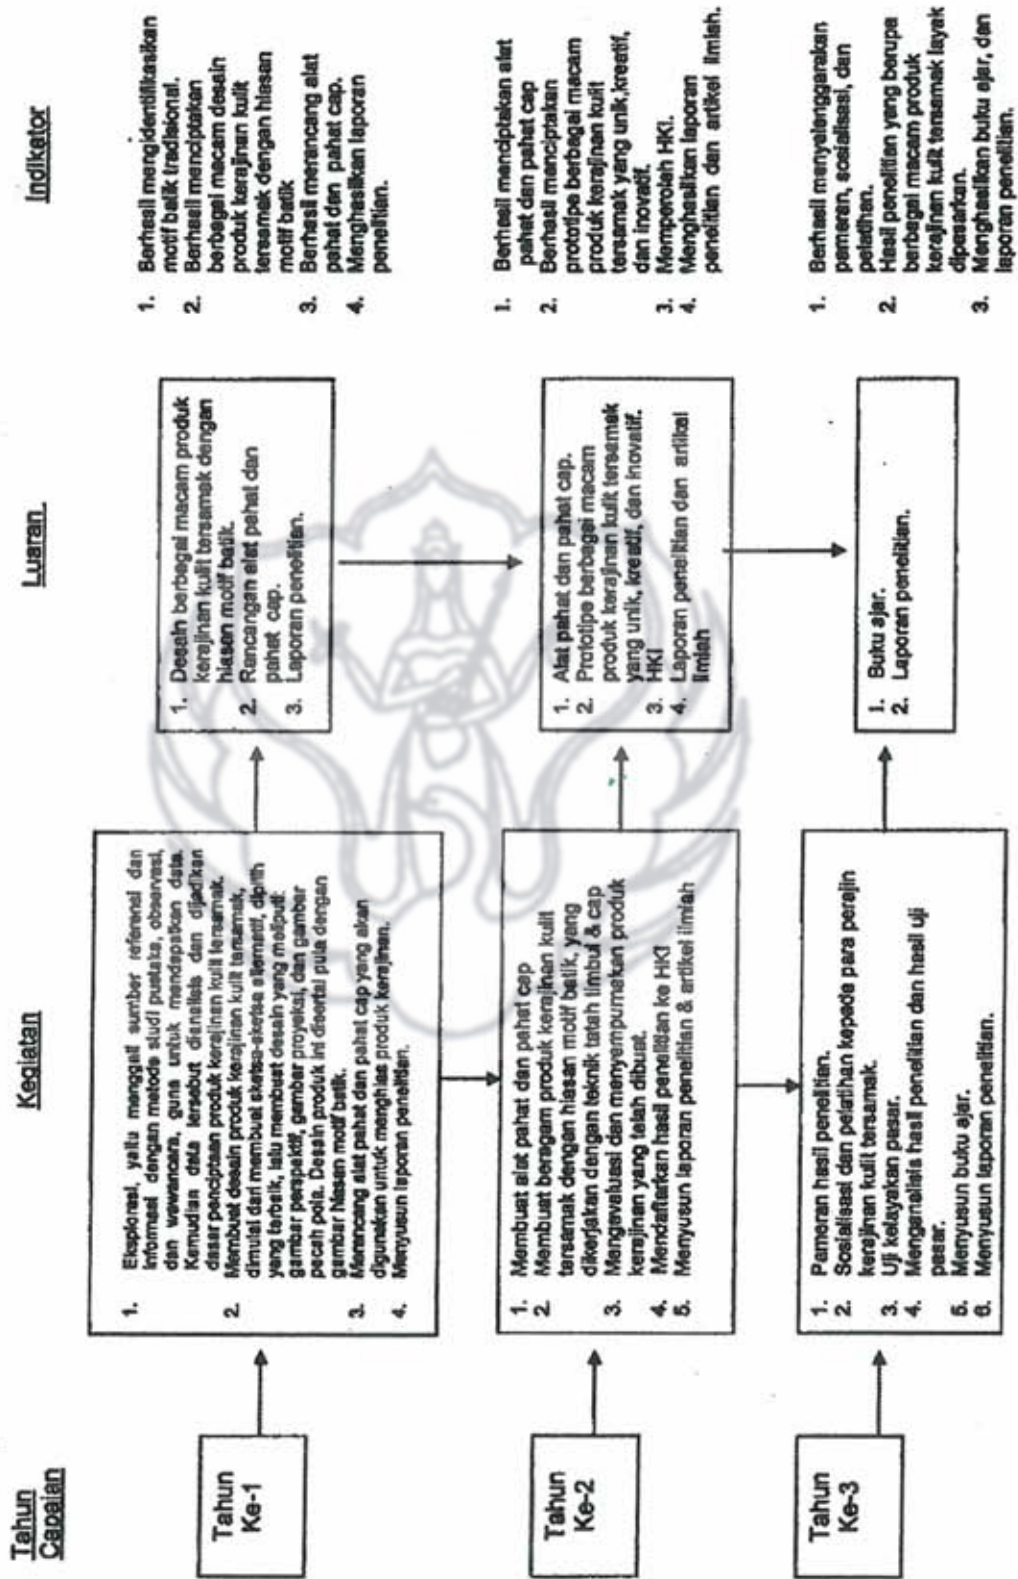 Tahun
Capaian
Kegiatan
Luaran
Indikator
Tahun
Ke-1
1. Eksplorasi, yaitu menggali sumber referensi dan
informasi dengan metode studi pustaka, observasi,
dan wawancara, guna untuk mendapatkan data.
Kemudian data tersebut dianalisis dan dijadikan
dasar penciptaan produk kerajinan kulit tersamak.
2. Membuat desain produk kerajinan kulit tersamak,
dimulai dari membuat sketsa-sketsa alternatif, dipilih
yang terbaik, lalu membuat desain yang meliputi:
gambar perspektif, gambar proyeksi, dan gambar
pecah pola. Desain produk ini disertai pula dengan
gambar hiasan motif batik.
3. Merancang alat pahat dan pahat cap yang akan
digunakan untuk menghias produk kerajinan.
4. Menyusun laporan penelitian.
1. Desain berbagai macam produk
kerajinan kulit tersamak dengan
hiasan motif batik.
2. Rancangan alat pahat dan
pahat cap.
3. Laporan penelitian.
1. Berhasil mengidentifikasikan
motif batik tradisional.
2. Berhasil menciptakan
berbagai macam desain
produk kerajinan kulit
tersamak dengan hiasan
motif batik
3. Berhasil merancang alat
pahat dan pahat cap.
4. Menghasilkan laporan
penelitian.
Tahun
Ke-2
1. Membuat alat pahat dan pahat cap
2. Membuat beragam produk kerajinan kulit
tersamak dengan hiasan motif batik, yang
dikerjakan dengan teknik tatah timbul & cap
3. Mengavaluasi dan menyempurnakan produk
kerajinan yang telah dibuat.
4. Mendaftarkan hasil penelitian ke HKI
5. Menyusun laporan penelitian & artikel ilmiah
1. Alat pahat dan pahat cap.
2. Prototipe berbagai macam
produk kerajinan kulit tersamak
yang unik, kreatif, dan inovatif.
3. HKI
4. Laporan penelitian dan artikel
ilmiah
1. Berhasil menciptakan alat
pahat dan pahat cap
2. Berhasil menciptakan
prototipe berbagai macam
produk kerajinan kulit
tersamak yang unik,kreatif,
dan inovatif.
3. Memperoleh HKI.
4. Menghasilkan laporan
penelitian dan artikel ilmiah.
Tahun
Ke-3
1. Pameran hasil penelitian.
2. Sosialisasi dan pelatihan kepada para perajin
kerajinan kulit tersamak.
3. Uji kelayakan pasar.
4. Menganalisis hasil penelitian dan hasil uji
pasar.
5. Menyusun buku ajar.
6. Menyusun laporan penelitian.
1. Buku ajar.
2. Laporan penelitian.
1. Berhasil menyelenggarakan
pameran, sosialisasi, dan
pelatihan.
2. Hasil penelitian yang berupa
berbagai macam produk
kerajinan kulit tersamak layak
dipasarkan.
3. Menghasilkan buku ajar, dan
laporan penelitian.